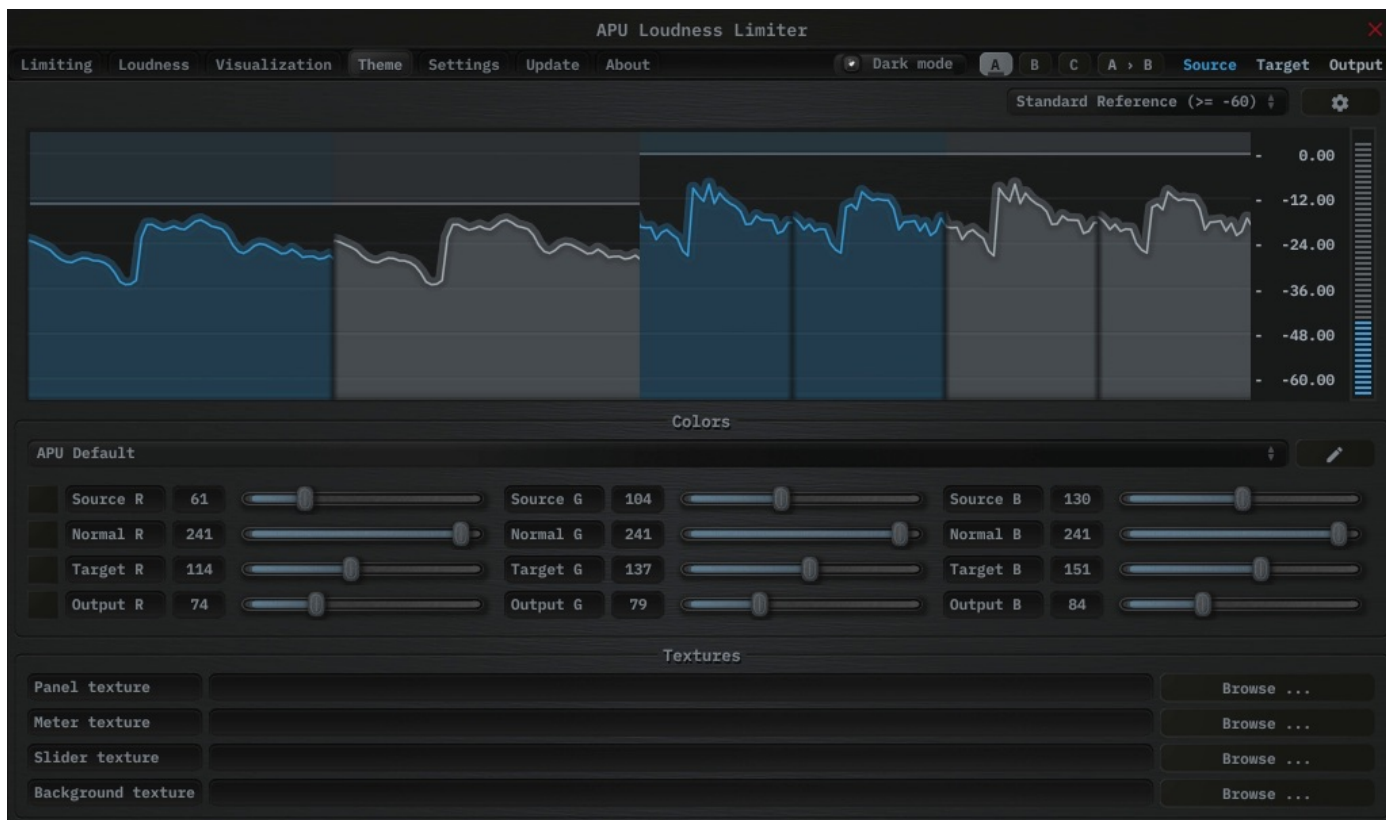 APU Loudness Limiter
Limiting Loudness Visualization Theme Settings Update About Dark mode A B C A › B Source Target Output
Standard Reference (>= -60)
- 0.00
- -12.00
- -24.00
- -36.00
- -48.00
- -60.00
Colors
APU Default
Source R 61 Source G 104 Source B 130
Normal R 241 Normal G 241 Normal B 241
Target R 114 Target G 137 Target B 151
Output R 74 Output G 79 Output B 84
Textures
Panel texture Browse ...
Meter texture Browse ...
Slider texture Browse ...
Background texture Browse ...